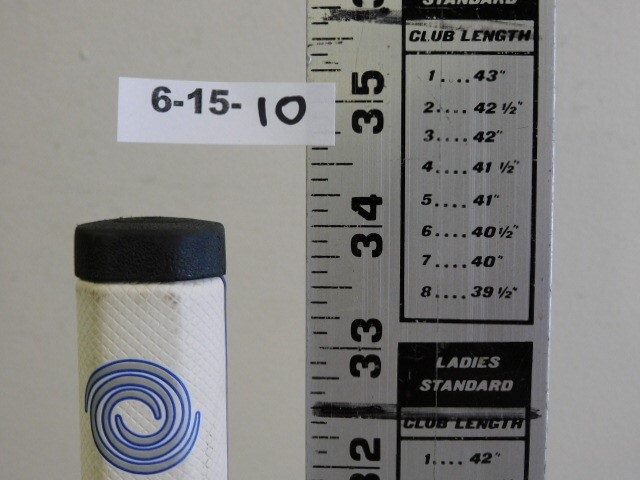 STANDARD
CLUB LENGTH
1....43"
2....42 ½"
3....42"
4....41 ½"
5....41"
6....40 ½"
7....40"
8....39 ½"
6-15-10
35
34
33
32
LADIES
STANDARD
CLUB LENGTH
1....42"